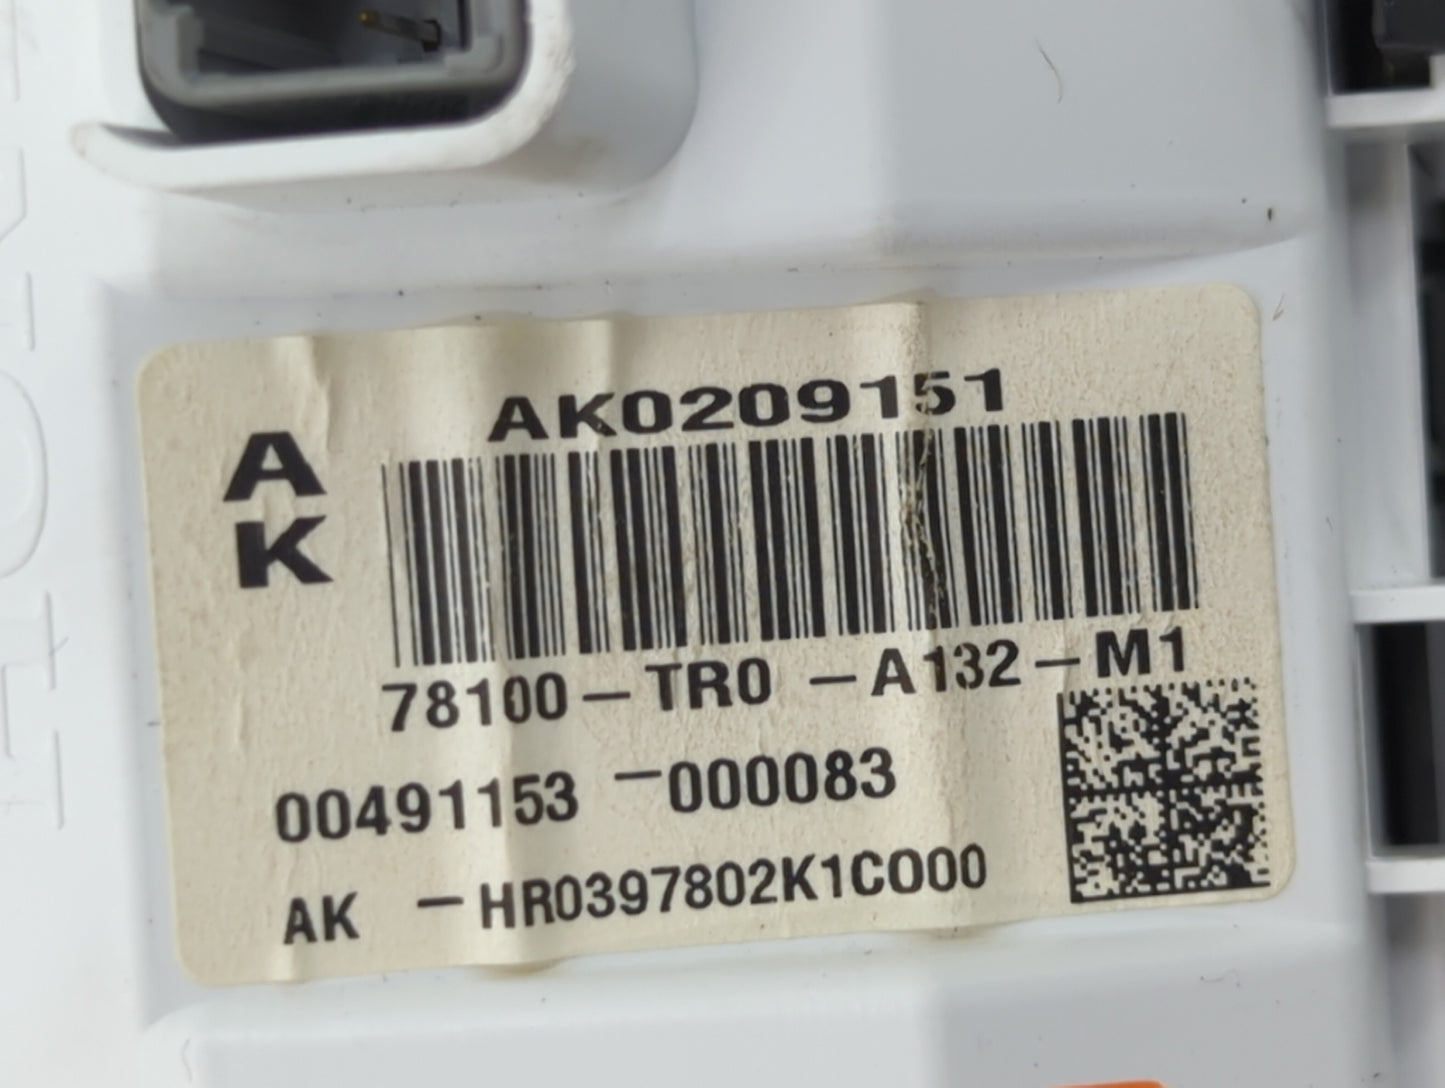 AK0209151
A
K
78100-TR0 -A132-M1
00491153 -000083
AK -HR0397802K1C000